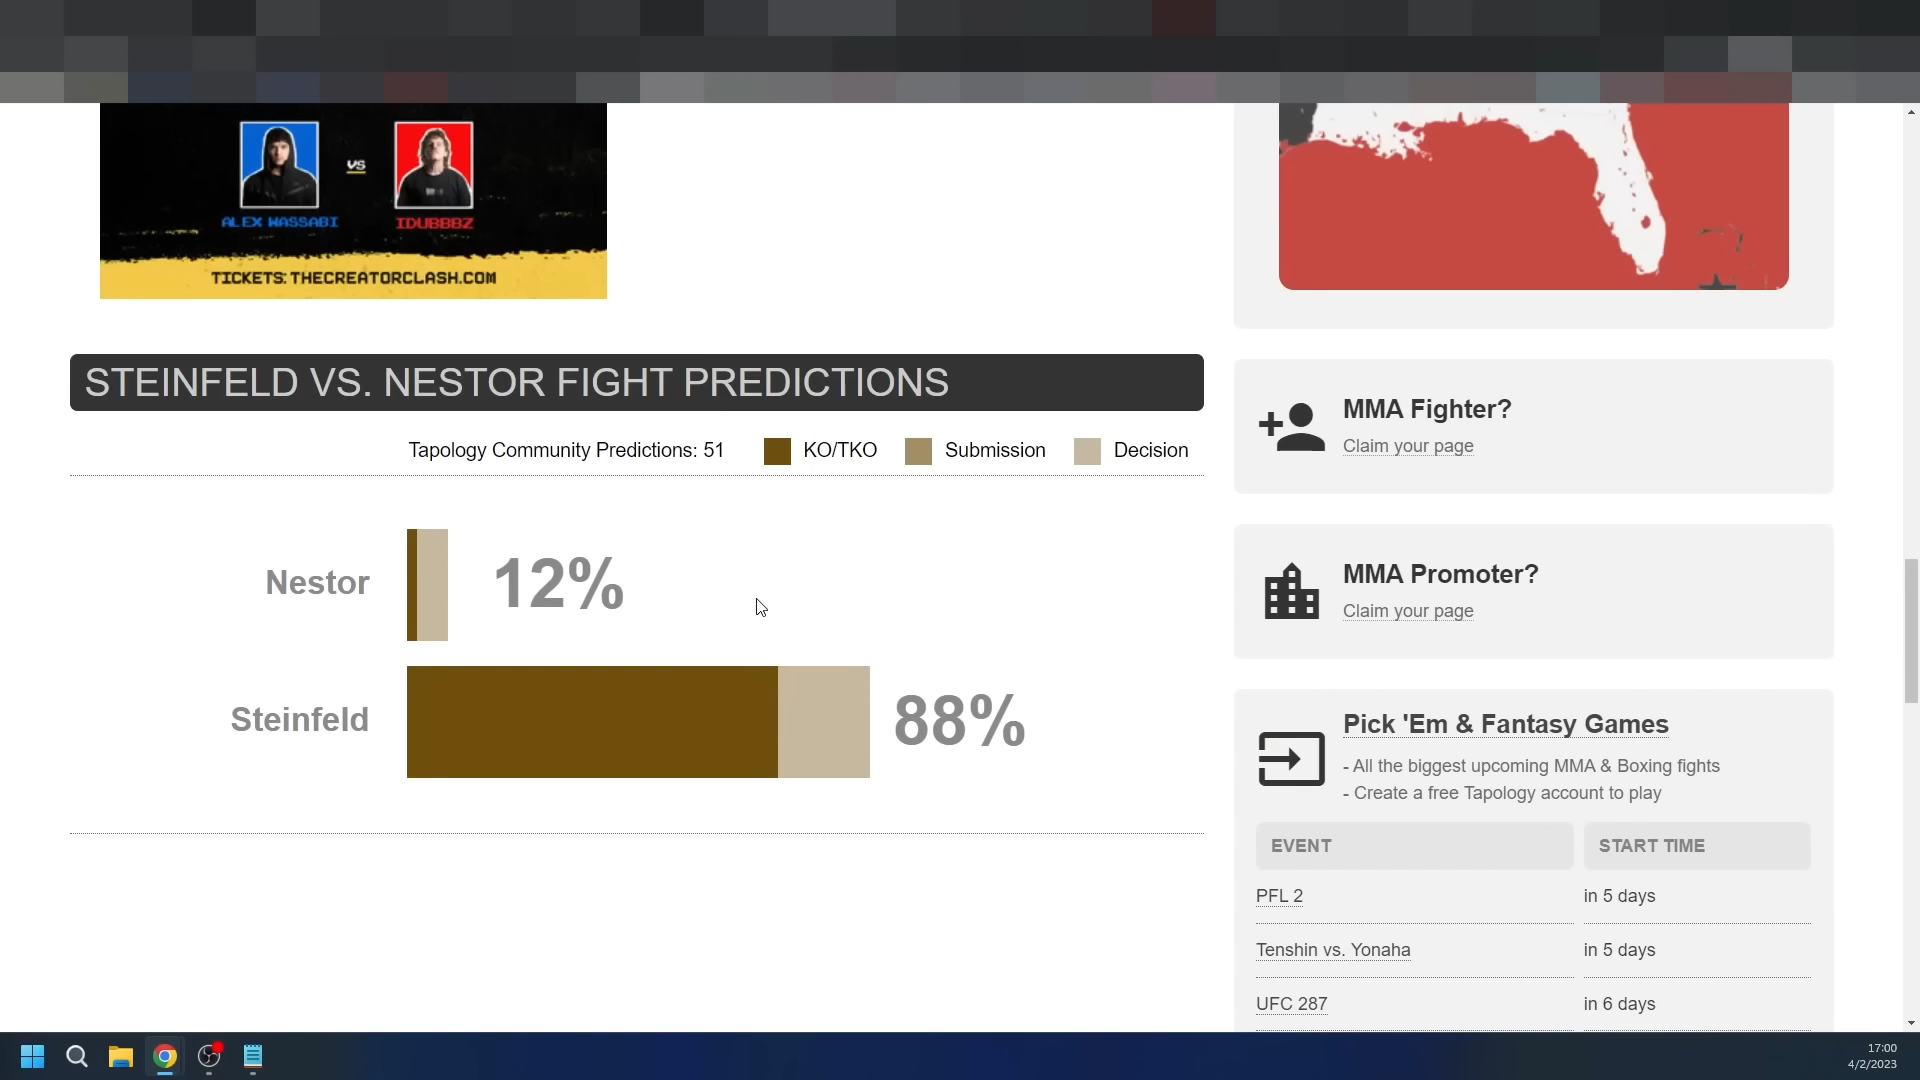 VS
ALEX WASSABI
IDUBBBZ
TICKETS: THECREATORCLASH.COM
STEINFELD VS. NESTOR FIGHT PREDICTIONS
Tapology Community Predictions: 51
KO/TKO
Submission
Decision
Nestor
12%
Steinfeld
88%
MMA Fighter?
Claim your page
MMA Promoter?
Claim your page
Pick 'Em & Fantasy Games
- All the biggest upcoming MMA & Boxing fights
- Create a free Tapology account to play
EVENT START TIME
PFL 2 in 5 days
Tenshin vs. Yonaha in 5 days
UFC 287 in 6 days
17:00
4/2/2023